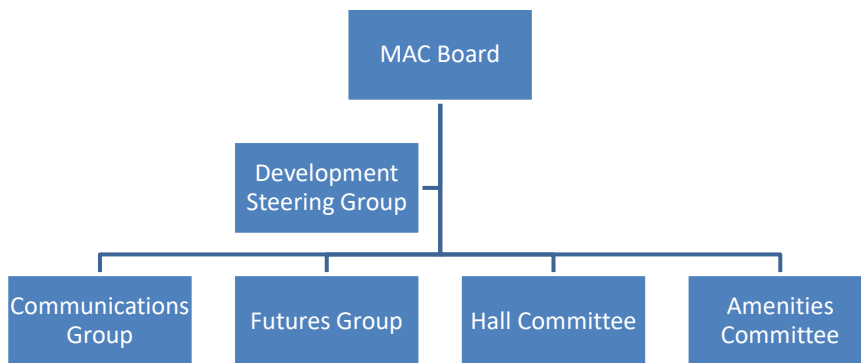 MAC Board
Development
Steering Group
Communications
Group
Futures Group
Hall Committee
Amenities
Committee